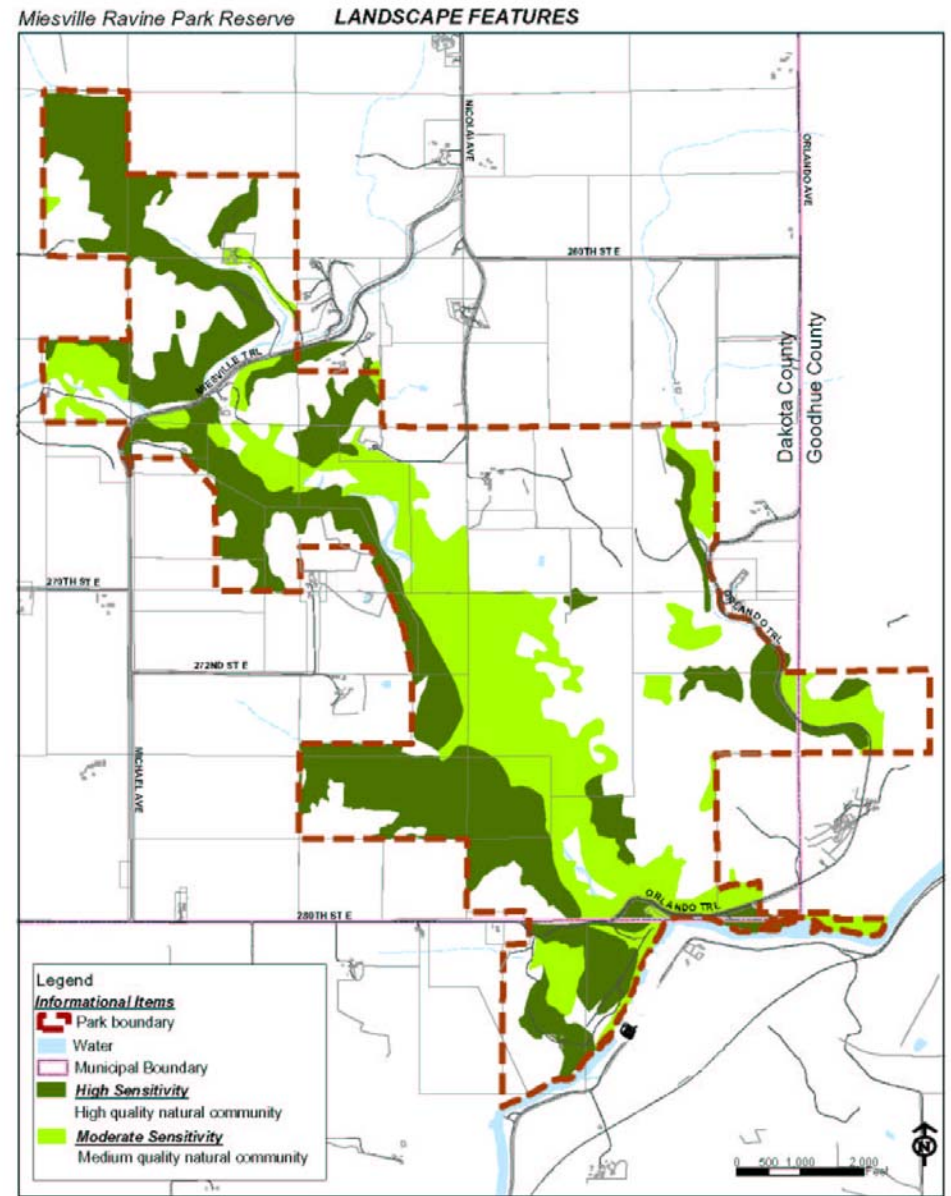 Miesville Ravine Park Reserve LANDSCAPE FEATURES
NICOLAI AVE
ORLANDO AVE
260TH ST E
MIESVILLE TRL
Dakota County
Goodhue County
270TH ST E
ORLANDO TRL
272ND ST E
MICHAEL AVE
ORLANDO TRL
280TH ST E
Legend
Informational Items
Park boundary
Water
Municipal Boundary
High Sensitivity
High quality natural community
Moderate Sensitivity
Medium quality natural community
N
0 500 1,000 2,000
Feet